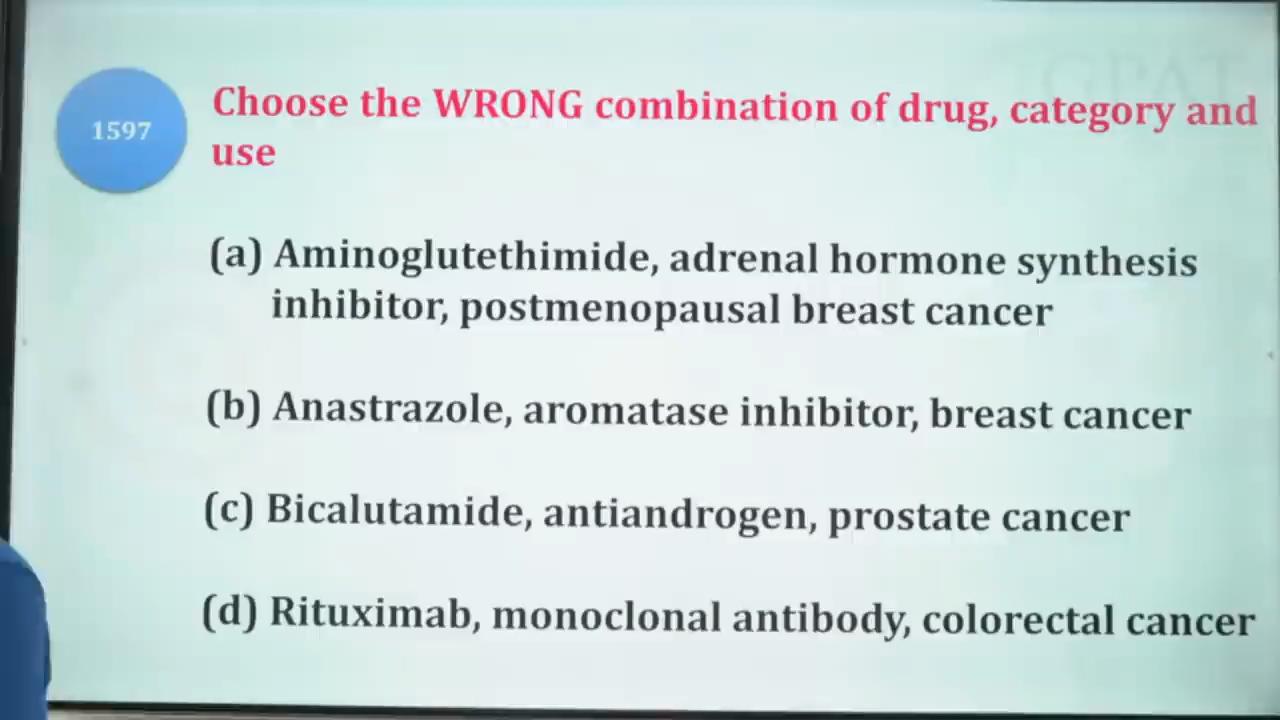 GPAT
1597
Choose the WRONG combination of drug, category and
use
(a) Aminoglutethimide, adrenal hormone synthesis
inhibitor, postmenopausal breast cancer
(b) Anastrazole, aromatase inhibitor, breast cancer
(c) Bicalutamide, antiandrogen, prostate cancer
(d) Rituximab, monoclonal antibody, colorectal cancer